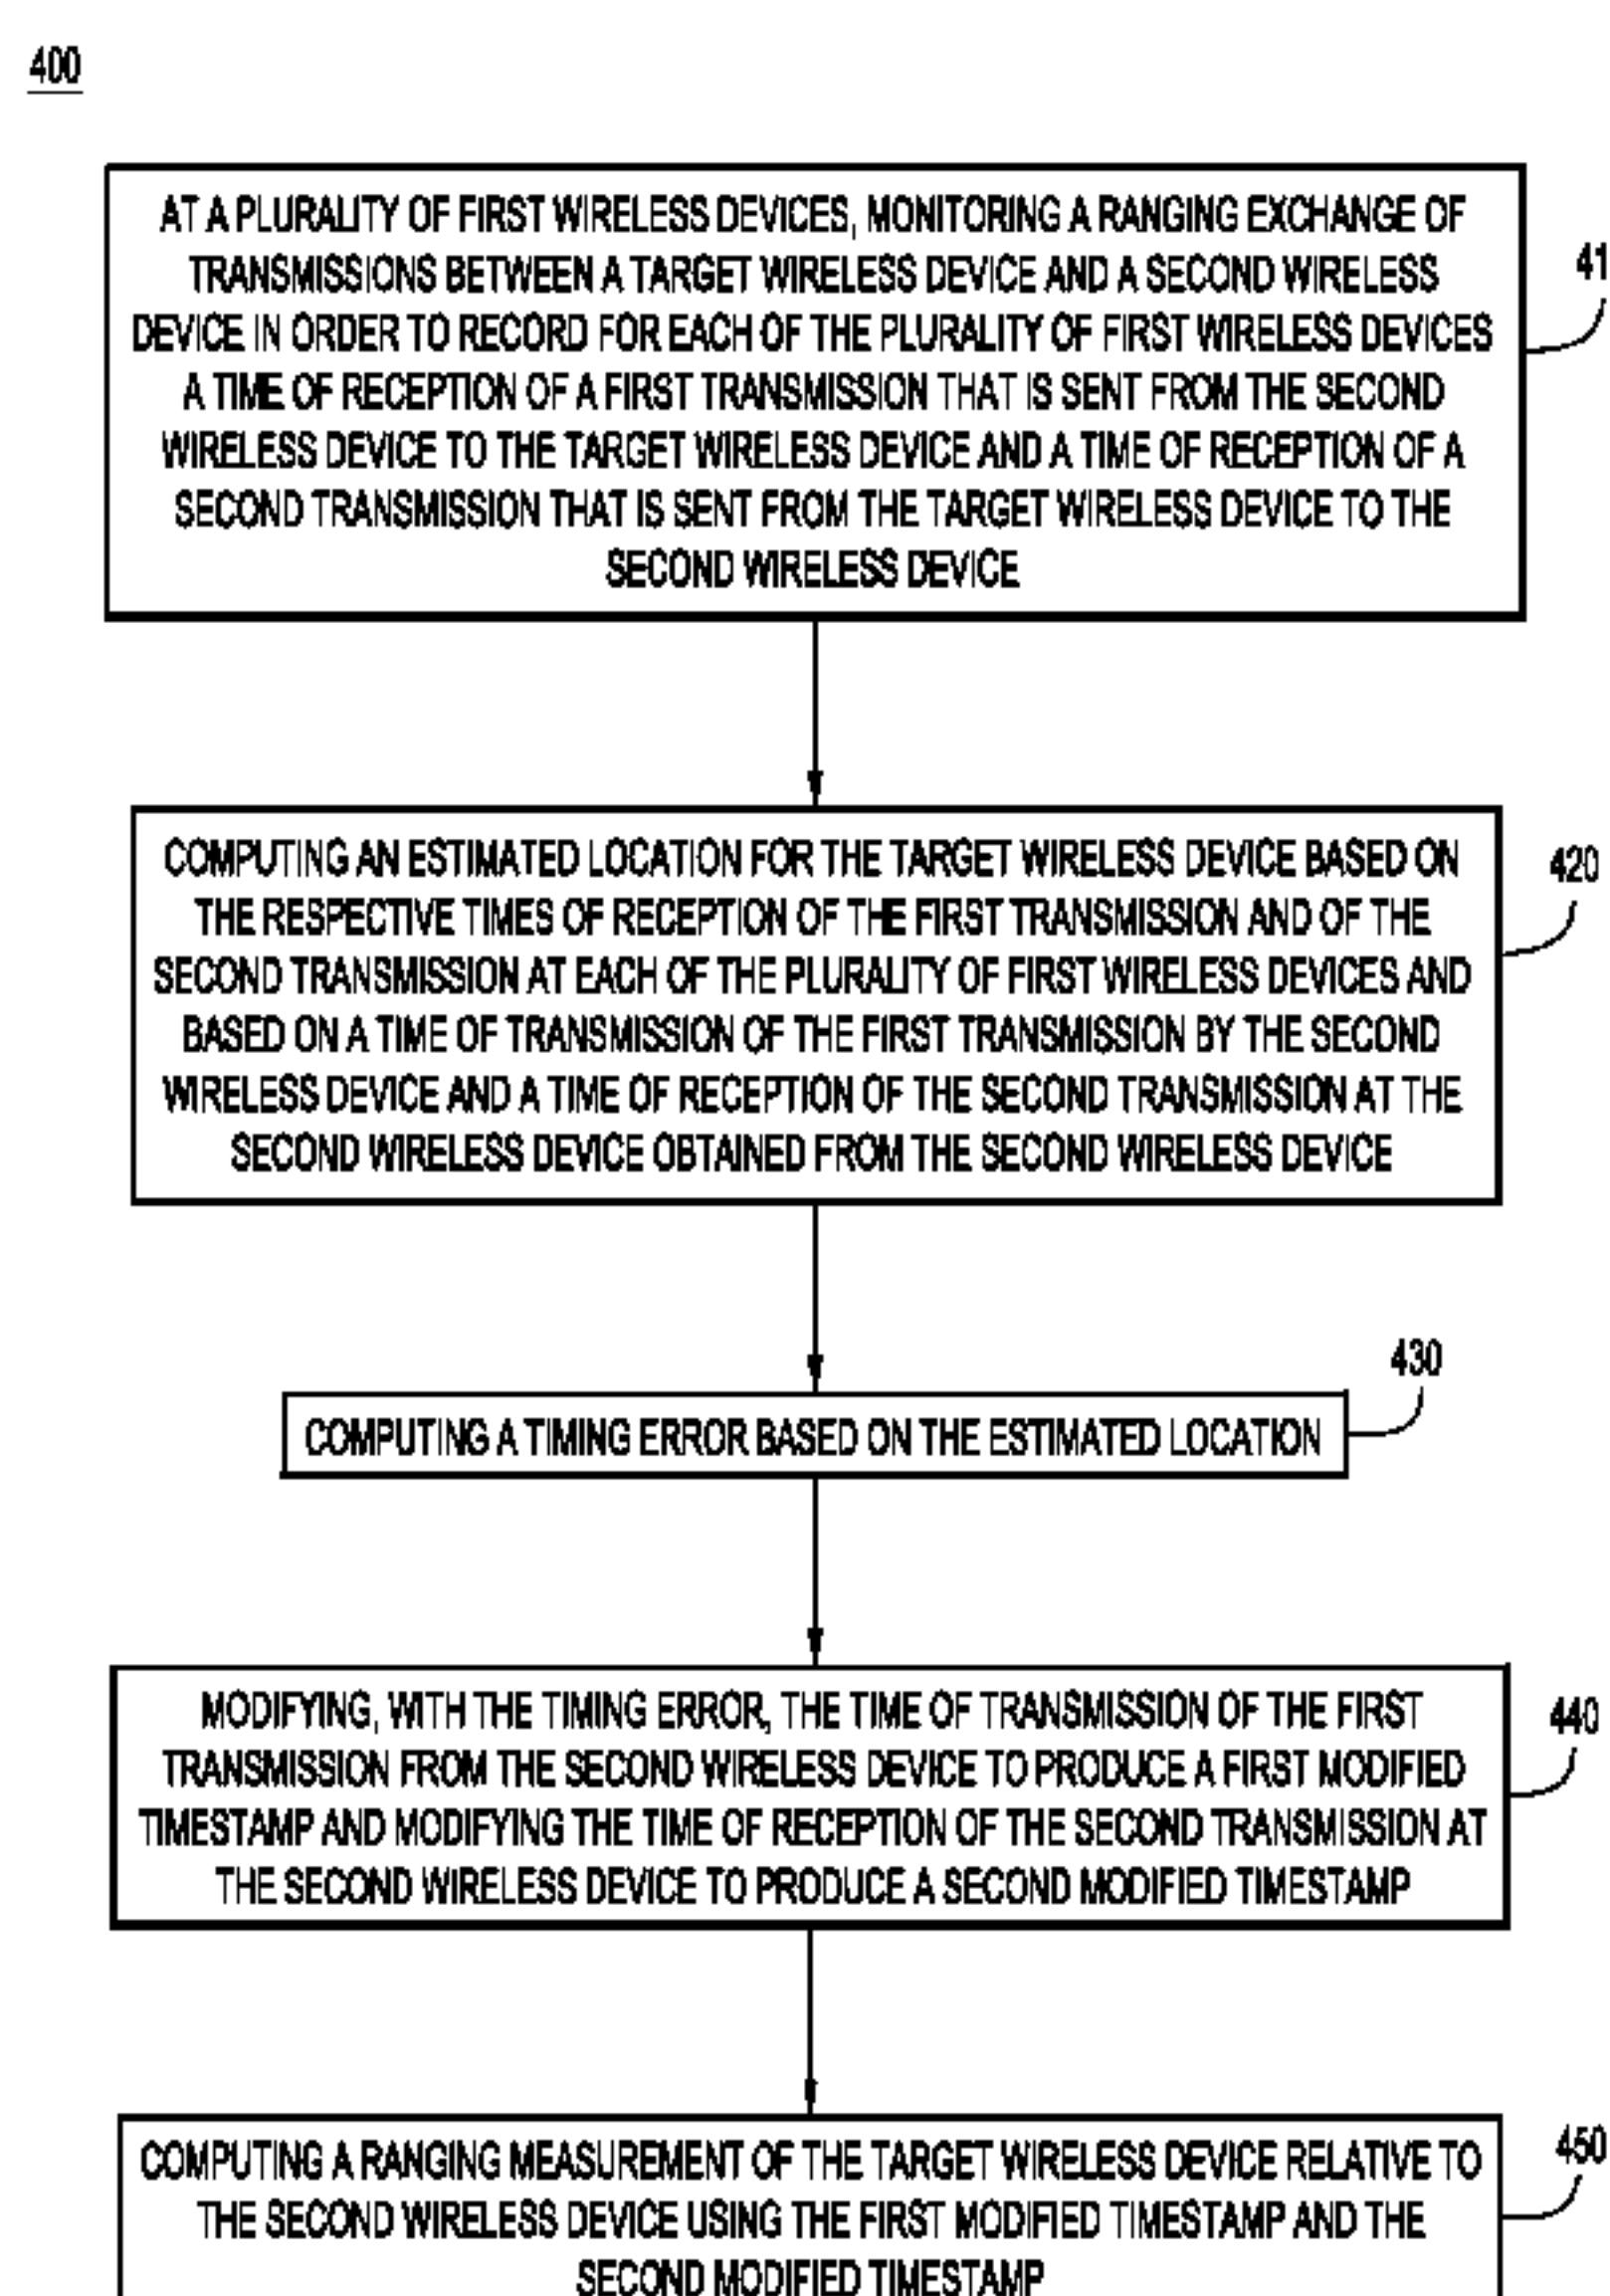 400
AT A PLURALITY OF FIRST WIRELESS DEVICES, MONITORING A RANGING EXCHANGE OF
TRANSMISSIONS BETWEEN A TARGET WIRELESS DEVICE AND A SECOND WIRELESS
DEVICE IN ORDER TO RECORD FOR EACH OF THE PLURALITY OF FIRST WIRELESS DEVICES
A TIME OF RECEPTION OF A FIRST TRANSMISSION THAT IS SENT FROM THE SECOND
WIRELESS DEVICE TO THE TARGET WIRELESS DEVICE AND A TIME OF RECEPTION OF A
SECOND TRANSMISSION THAT IS SENT FROM THE TARGET WIRELESS DEVICE TO THE
SECOND WIRELESS DEVICE
41
COMPUTING AN ESTIMATED LOCATION FOR THE TARGET WIRELESS DEVICE BASED ON
THE RESPECTIVE TIMES OF RECEPTION OF THE FIRST TRANSMISSION AND OF THE
SECOND TRANSMISSION AT EACH OF THE PLURALITY OF FIRST WIRELESS DEVICES AND
BASED ON A TIME OF TRANSMISSION OF THE FIRST TRANSMISSION BY THE SECOND
WIRELESS DEVICE AND A TIME OF RECEPTION OF THE SECOND TRANSMISSION AT THE
SECOND WIRELESS DEVICE OBTAINED FROM THE SECOND WIRELESS DEVICE
420
430
COMPUTING A TIMING ERROR BASED ON THE ESTIMATED LOCATION
MODIFYING, WITH THE TIMING ERROR, THE TIME OF TRANSMISSION OF THE FIRST
TRANSMISSION FROM THE SECOND WIRELESS DEVICE TO PRODUCE A FIRST MODIFIED
TIMESTAMP AND MODIFYING THE TIME OF RECEPTION OF THE SECOND TRANSMISSION AT
THE SECOND WIRELESS DEVICE TO PRODUCE A SECOND MODIFIED TIMESTAMP
440
COMPUTING A RANGING MEASUREMENT OF THE TARGET WIRELESS DEVICE RELATIVE TO
THE SECOND WIRELESS DEVICE USING THE FIRST MODIFIED TIMESTAMP AND THE
SECOND MODIFIED TIMESTAMP
450